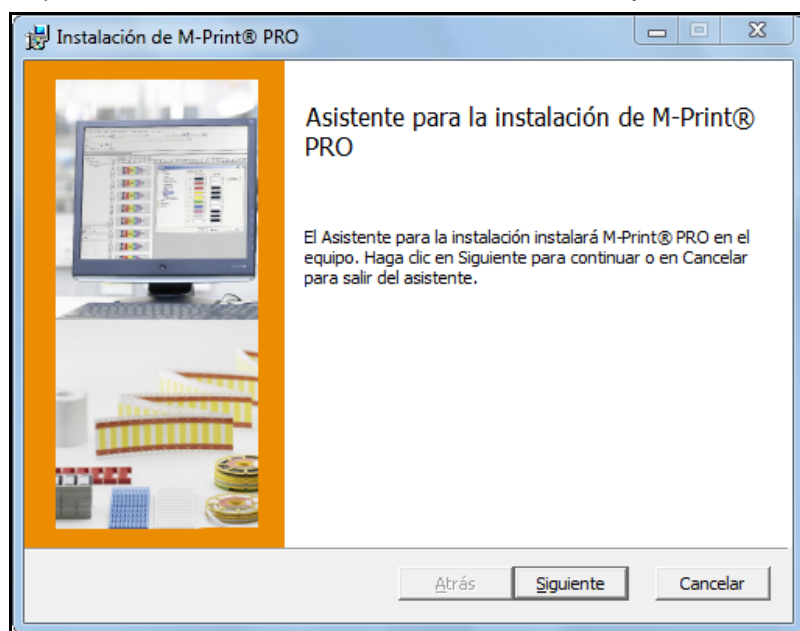 Instalación de M-Print® PRO
Asistente para la instalación de M-Print®
PRO
El Asistente para la instalación instalará M-Print® PRO en el
equipo. Haga clic en Siguiente para continuar o en Cancelar
para salir del asistente.
Atrás
Siguiente
Cancelar